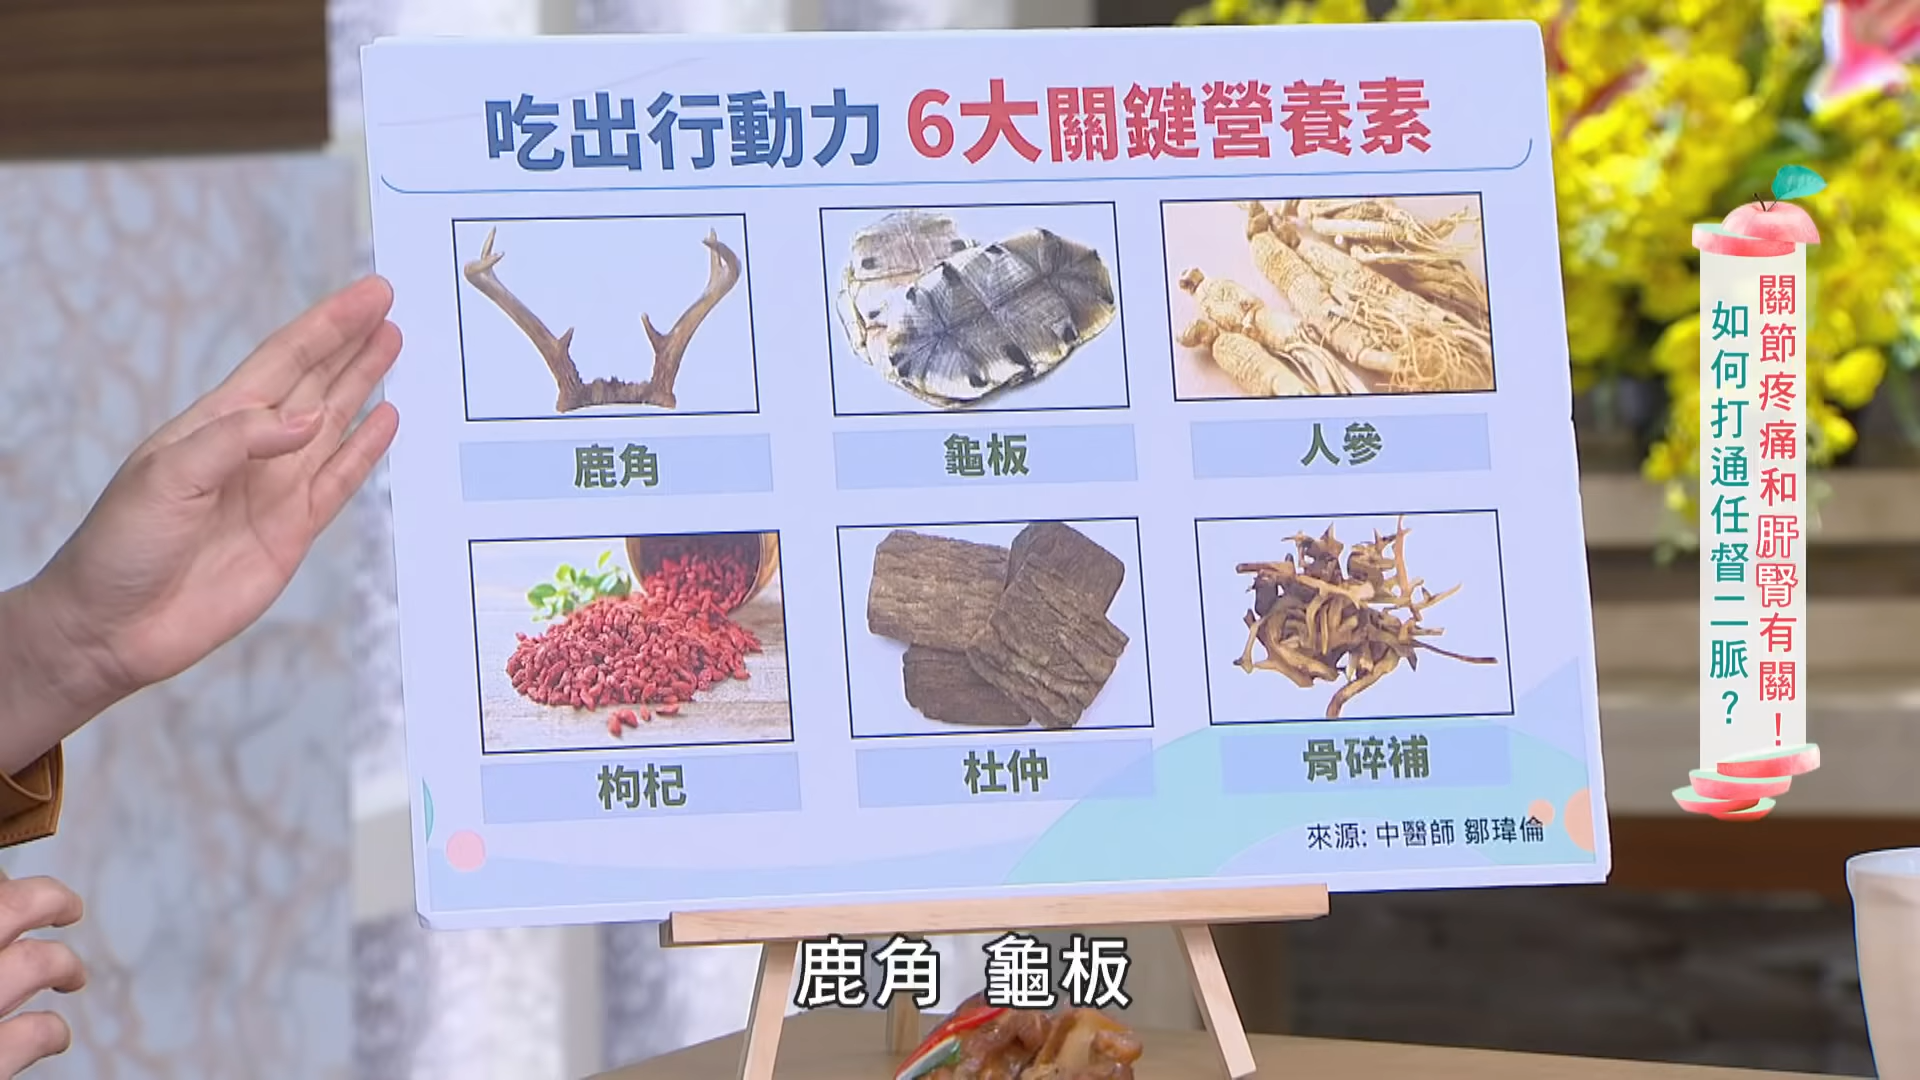 吃出行動力 6大關鍵營養素
鹿角
龜板
人參
枸杞
杜仲
骨碎補
來源: 中醫師 鄒瑋倫
關節疼痛和肝腎有關！
如何打通任督二脈？
鹿角 龜板